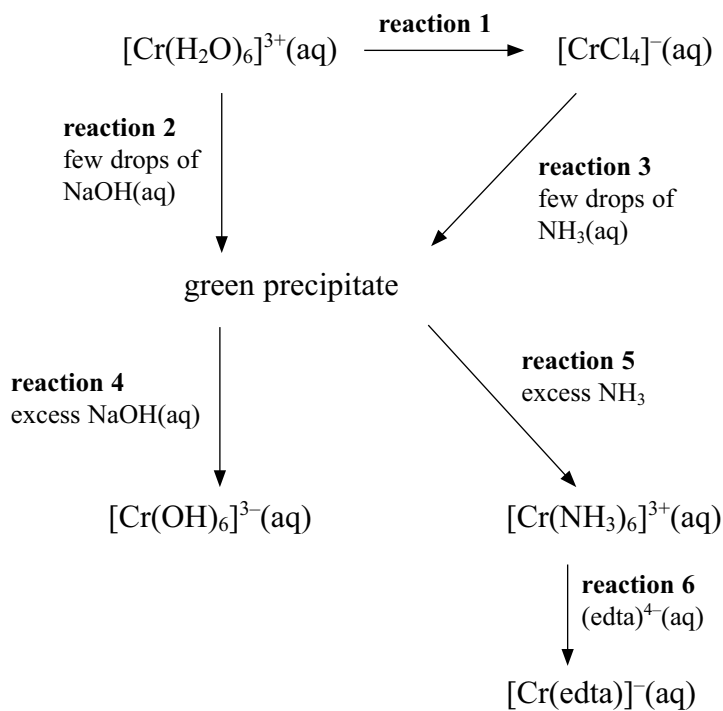 [Cr(H₂O)₆]³⁺(aq) reaction 1 [CrCl₄]⁻(aq)
reaction 2
few drops of
NaOH(aq)
reaction 3
few drops of
NH₃(aq)
green precipitate
reaction 4
excess NaOH(aq)
reaction 5
excess NH₃
[Cr(OH)₆]³⁻(aq)
[Cr(NH₃)₆]³⁺(aq)
reaction 6
(edta)⁴⁻(aq)
[Cr(edta)]⁻(aq)